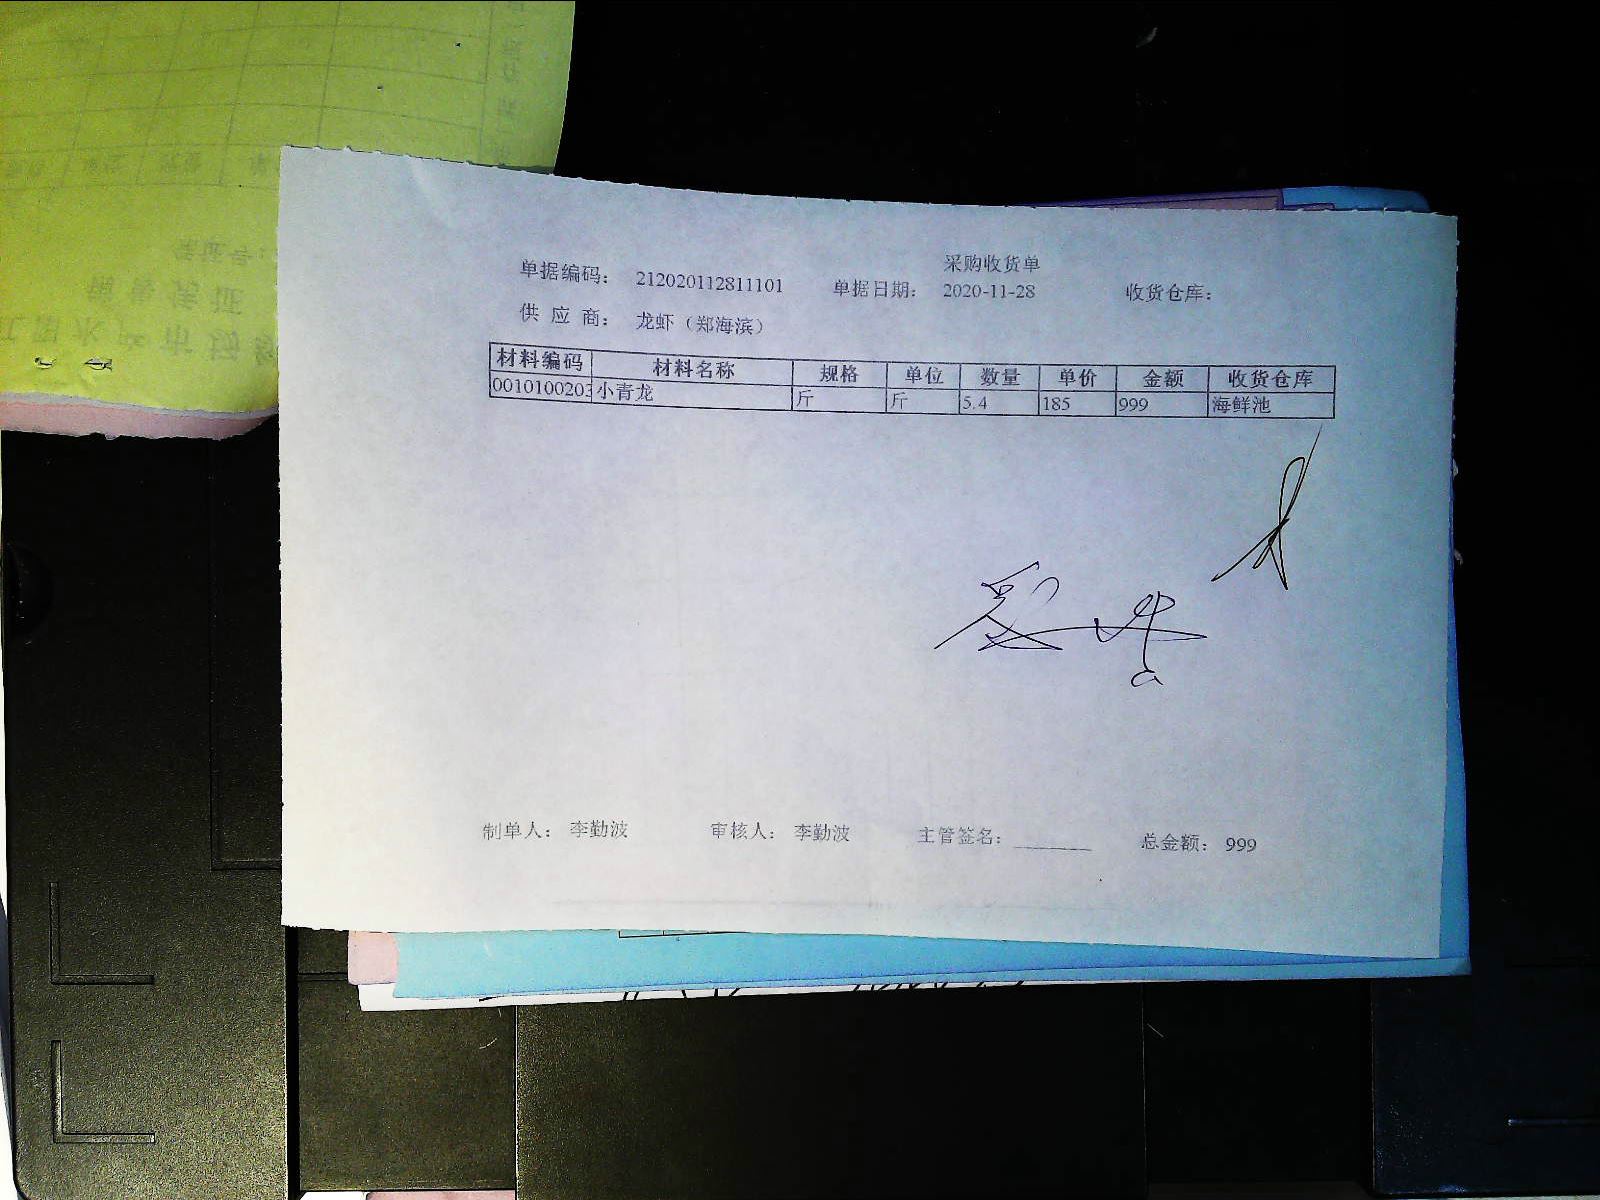 采购收货单
单据编码： 212020112811101 单据日期： 2020-11-28 收货仓库：
供 应 商： 龙虾（郑海滨）
材料编码 材料名称 规格 单位 数量 单价 金额 收货仓库
0010100203 小青龙 斤 斤 5.4 185 999 海鲜池
制单人： 李勤波 审核人： 李勤波 主管签名： 总金额： 999